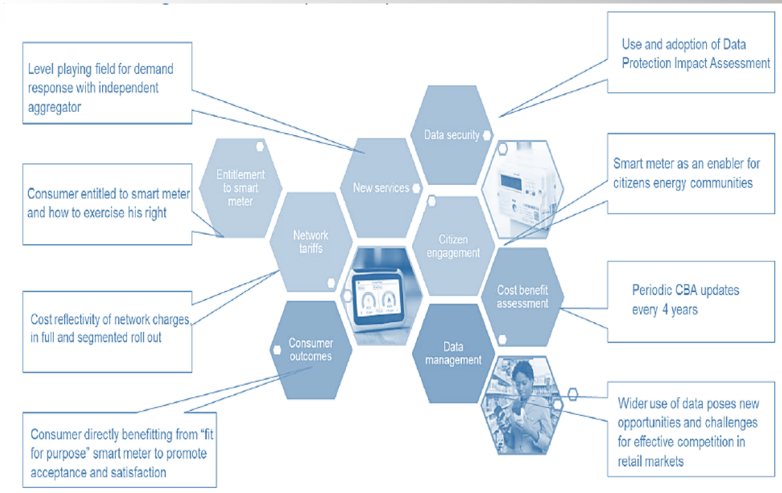 Level playing field for demand
response with independent
aggregator
Use and adoption of Data
Protection Impact Assessment
Data security
Entitlement
to smart
meter
New services
Smart meter as an enabler for
citizens energy communities
Consumer entitled to smart meter
and how to exercise his right
Network
tariffs
Citizen
engagement
Cost benefit
assessment
Periodic CBA updates
every 4 years
Cost reflectivity of network charges
in full and segmented roll out
Consumer
outcomes
Data
management
Wider use of data poses new
opportunities and challenges
for effective competition in
retail markets
Consumer directly benefitting from “fit
for purpose” smart meter to promote
acceptance and satisfaction